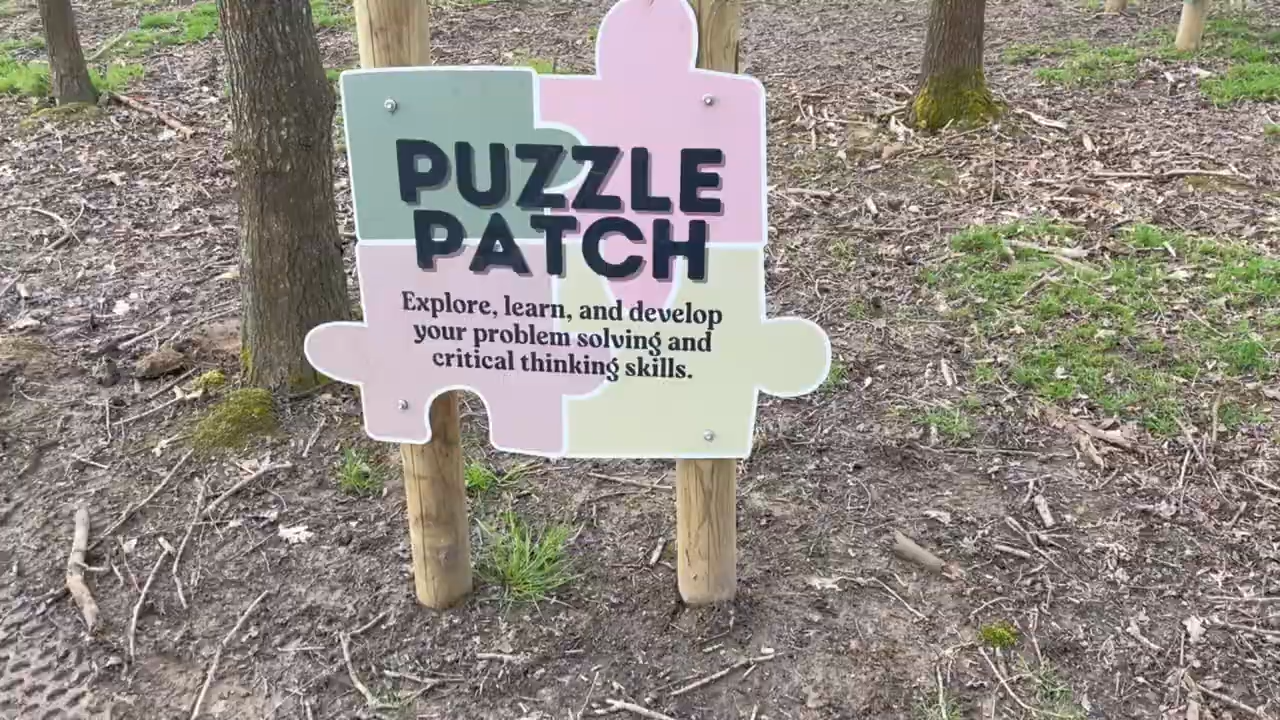 PUZZLE
PATCH
Explore, learn, and develop
your problem solving and
critical thinking skills.